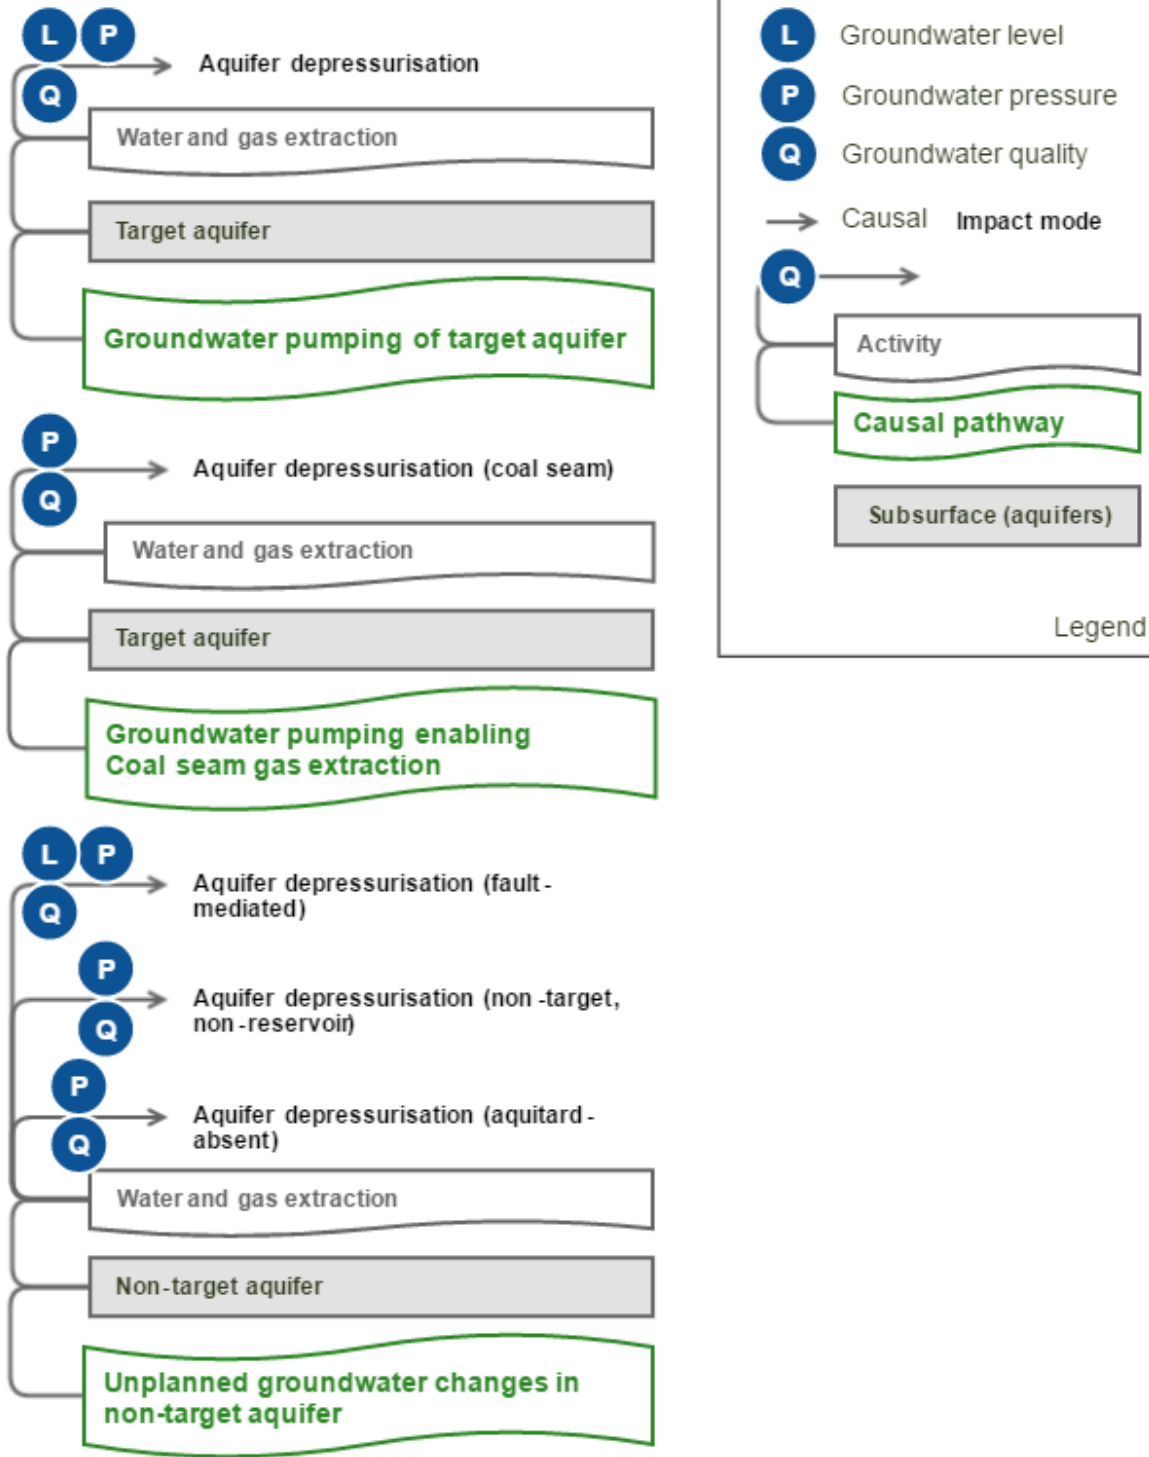 L P
Q
Aquifer depressurisation
Water and gas extraction
Target aquifer
Groundwater pumping of target aquifer
P
Q
Aquifer depressurisation (coal seam)
Water and gas extraction
Target aquifer
Groundwater pumping enabling
Coal seam gas extraction
L P
Q
Aquifer depressurisation (fault-
mediated)
P
Q
Aquifer depressurisation (non-target,
non-reservoir)
P
Q
Aquifer depressurisation (aquitard-
absent)
Water and gas extraction
Non-target aquifer
Unplanned groundwater changes in
non-target aquifer
L Groundwater level
P Groundwater pressure
Q Groundwater quality
Causal Impact mode
Q
Activity
Causal pathway
Subsurface (aquifers)
Legend